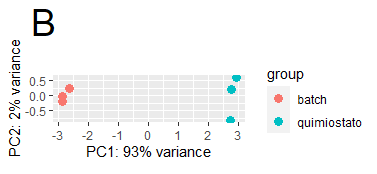 B
PC2: 2% variance
0.5
0.0
-0.5
-3 -2 -1 0 1 2 3
PC1: 93% variance
group
batch
quimiostato